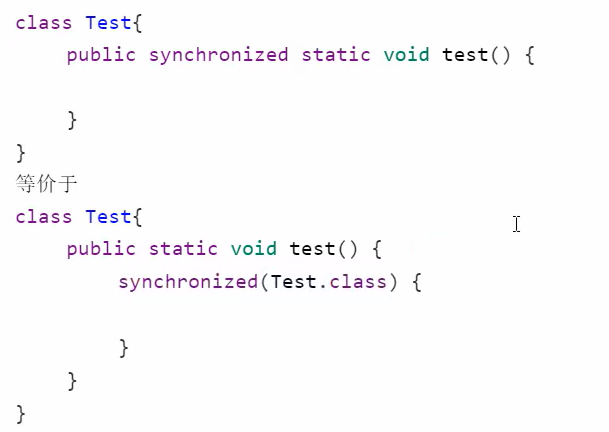 class Test{
public synchronized static void test() {
}
}
等价于
class Test{
public static void test() {
synchronized(Test.class) {
}
}
}